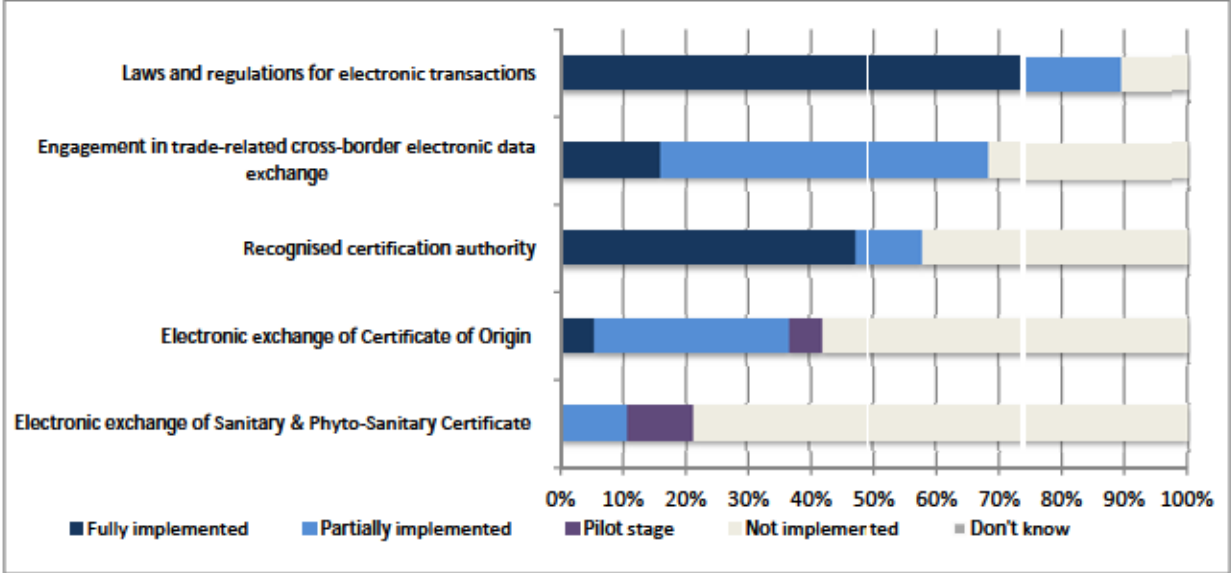 Laws and regulations for electronic transactions
Engagement in trade-related cross-border electronic data
exchange
Recognised certification authority
Electronic exchange of Certificate of Origin
Electronic exchange of Sanitary & Phyto-Sanitary Certificate
0% 10% 20% 30% 40% 50% 60% 70% 80% 90% 100%
Fully implemented Partially implemented Pilot stage Not implemerted Don't know